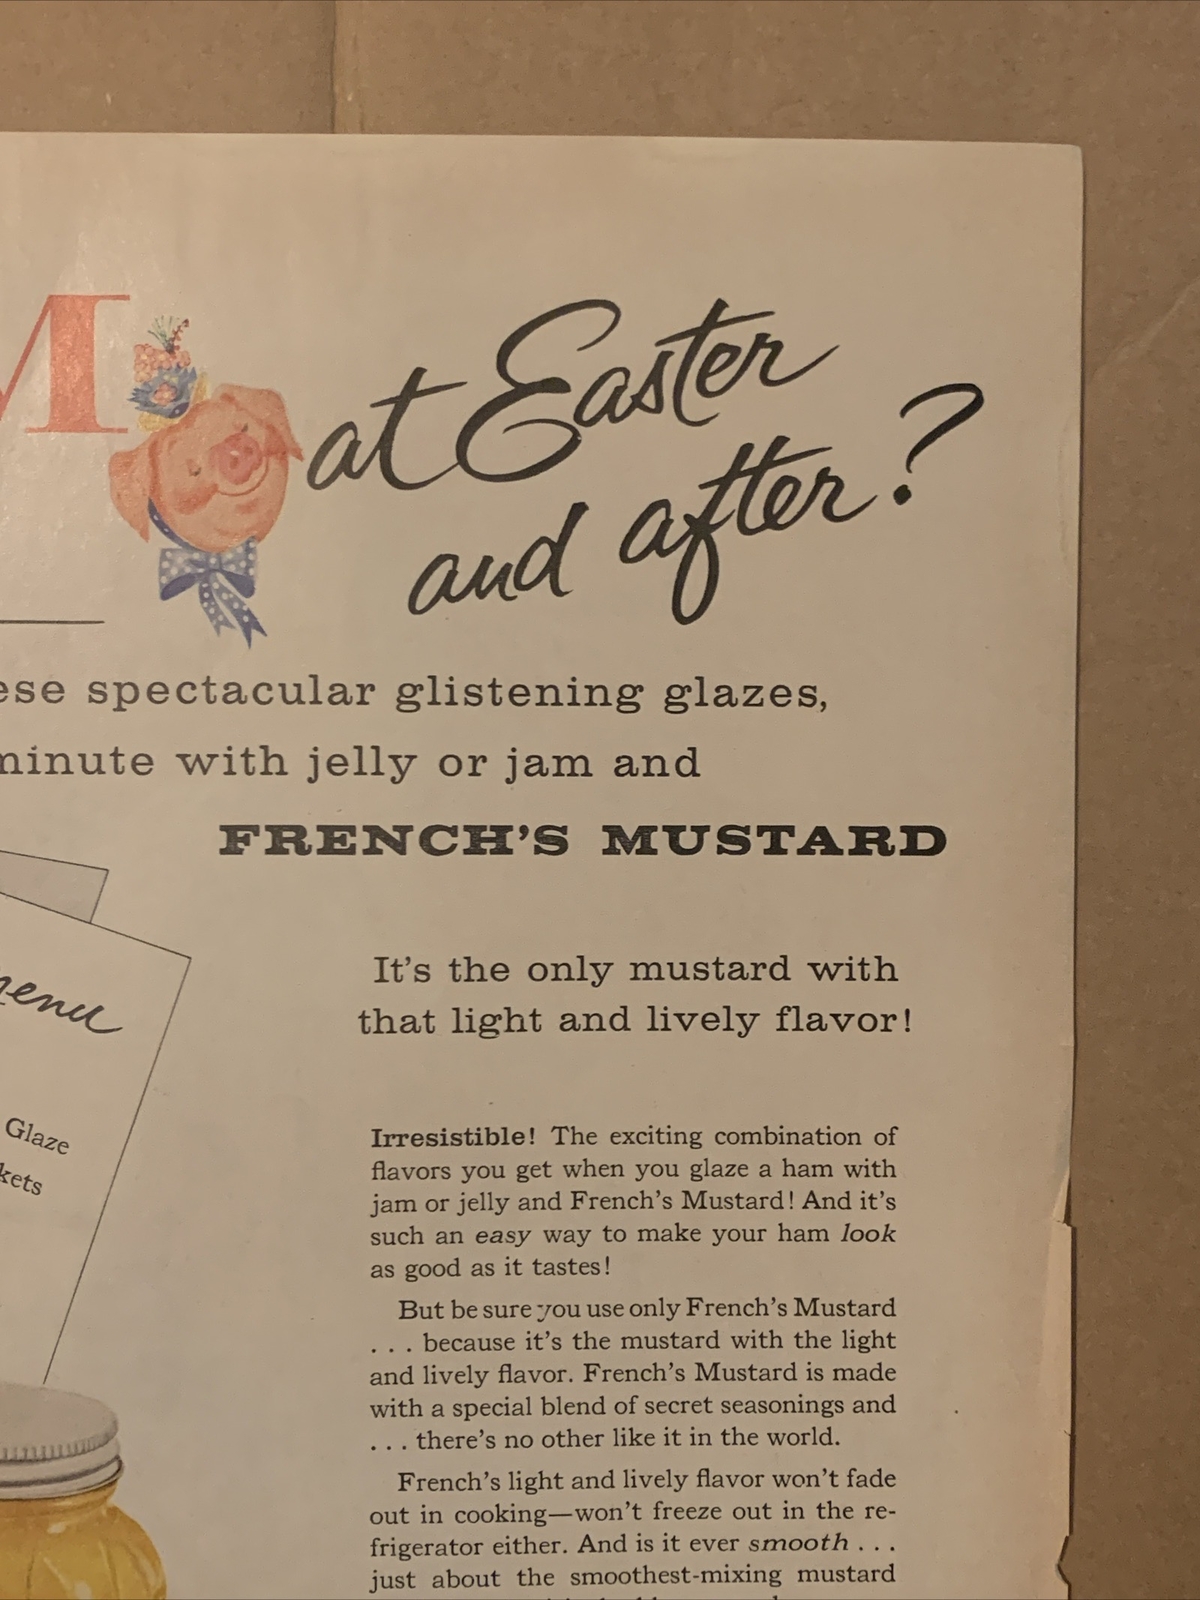 M
at Easter
and after?
spectacular glistening glazes,
minute with jelly or jam and
FRENCH'S MUSTARD
It's the only mustard with
that light and lively flavor!
Glaze
Irresistible! The exciting combination of
flavors you get when you glaze a ham with
jam or jelly and French's Mustard! And it's
such an easy way to make your ham look
as good as it tastes!
But be sure you use only French's Mustard
. . . because it's the mustard with the light
and lively flavor. French's Mustard is made
with a special blend of secret seasonings and
. . . there's no other like it in the world.
French's light and lively flavor won't fade
out in cooking—won't freeze out in the re-
frigerator either. And is it ever smooth . . .
just about the smoothest-mixing mustard